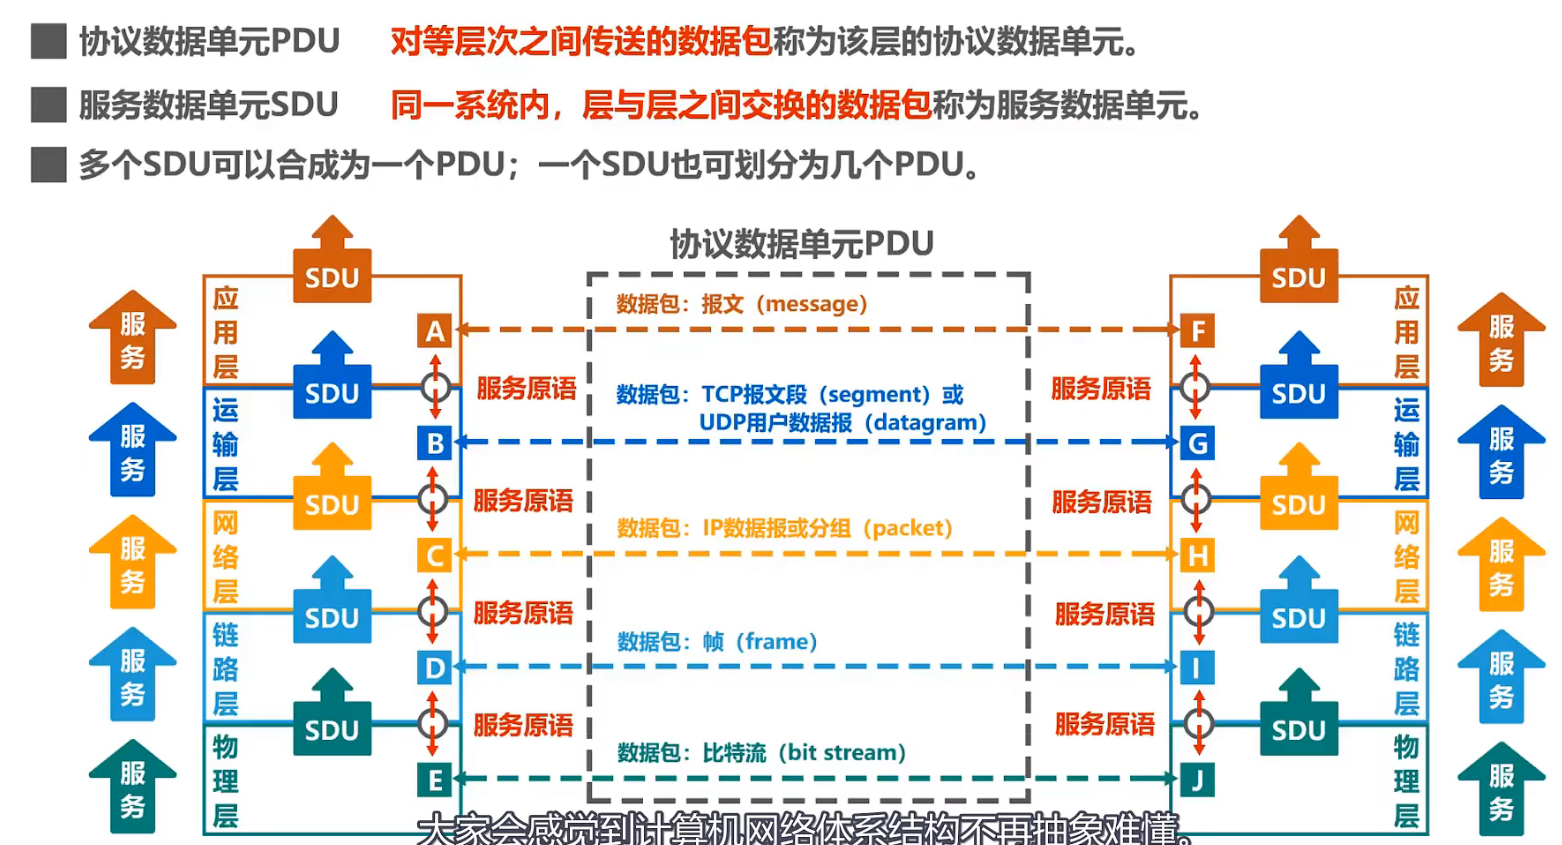 协议数据单元PDU 对等层次之间传送的数据包称为该层的协议数据单元。
服务数据单元SDU 同一系统内，层与层之间交换的数据包称为服务数据单元。
多个SDU可以合成为一个PDU；一个SDU也可划分为几个PDU。
协议数据单元PDU
SDU
SDU
服务
应用层
数据包：报文（message）
应用层
服务
A
F
SDU
服务原语
服务原语
SDU
服务
运输层
数据包：TCP报文段（segment）或
UDP用户数据报（datagram）
运输层
服务
B
G
SDU
服务原语
服务原语
SDU
服务
网络层
数据包：IP数据报或分组（packet）
网络层
服务
C
H
SDU
服务原语
服务原语
SDU
服务
链路层
数据包：帧（frame）
链路层
服务
D
I
SDU
服务原语
服务原语
SDU
服务
物理层
数据包：比特流（bit stream）
物理层
服务
E
J
大家会感觉到计算机网络体系结构不再抽象难懂。